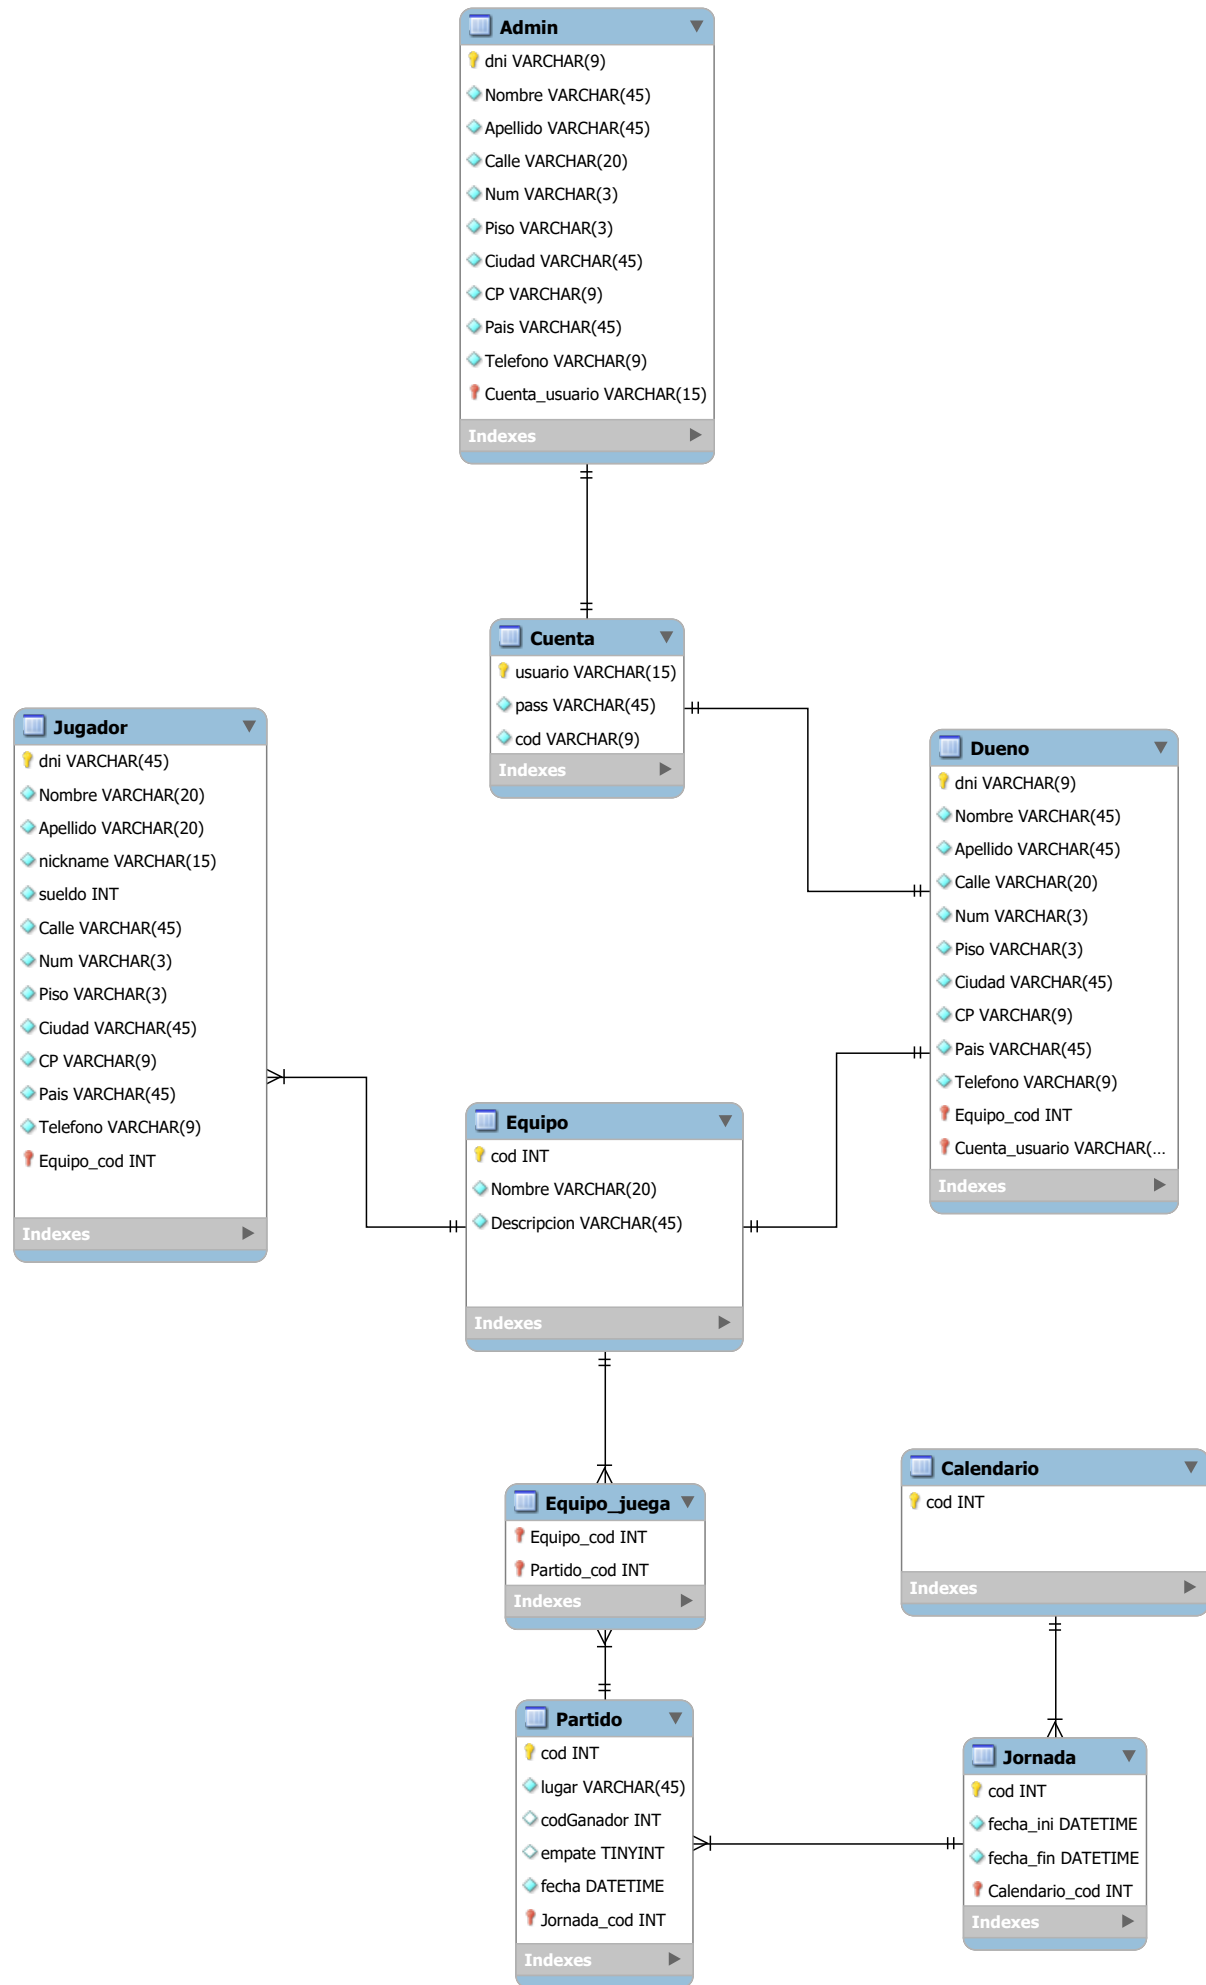 Admin
dni VARCHAR(9)
Nombre VARCHAR(45)
Apellido VARCHAR(45)
Calle VARCHAR(20)
Num VARCHAR(3)
Piso VARCHAR(3)
Ciudad VARCHAR(45)
CP VARCHAR(9)
Pais VARCHAR(45)
Telefono VARCHAR(9)
Cuenta_usuario VARCHAR(15)
Indexes
Cuenta
usuario VARCHAR(15)
pass VARCHAR(45)
cod VARCHAR(9)
Indexes
Jugador
dni VARCHAR(45)
Nombre VARCHAR(20)
Apellido VARCHAR(20)
nickname VARCHAR(15)
sueldo INT
Calle VARCHAR(45)
Num VARCHAR(3)
Piso VARCHAR(3)
Ciudad VARCHAR(45)
CP VARCHAR(9)
Pais VARCHAR(45)
Telefono VARCHAR(9)
Equipo_cod INT
Indexes
Dueno
dni VARCHAR(9)
Nombre VARCHAR(45)
Apellido VARCHAR(45)
Calle VARCHAR(20)
Num VARCHAR(3)
Piso VARCHAR(3)
Ciudad VARCHAR(45)
CP VARCHAR(9)
Pais VARCHAR(45)
Telefono VARCHAR(9)
Equipo_cod INT
Cuenta_usuario VARCHAR(...
Indexes
Equipo
cod INT
Nombre VARCHAR(20)
Descripcion VARCHAR(45)
Indexes
Equipo_juega
Equipo_cod INT
Partido_cod INT
Indexes
Calendario
cod INT
Indexes
Partido
cod INT
lugar VARCHAR(45)
codGanador INT
empate TINYINT
fecha DATETIME
Jornada_cod INT
Indexes
Jornada
cod INT
fecha_ini DATETIME
fecha_fin DATETIME
Calendario_cod INT
Indexes